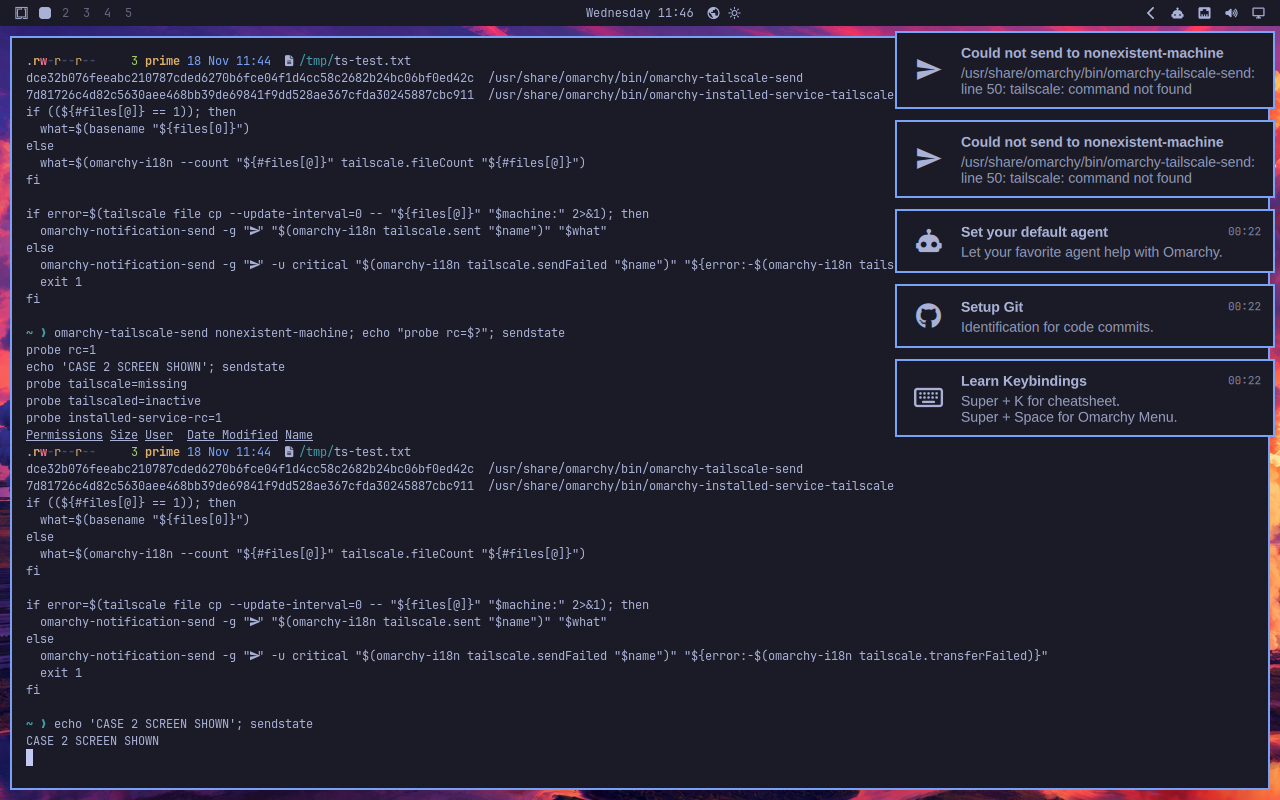 2 3 4 5
Wednesday 11:46
.rw-r--r-- 3 prime 18 Nov 11:44 /tmp/ts-test.txt
dce32b076feeabc210787cded6270b6fce04f1d4cc58c2682b24bc06bf0ed42c /usr/share/omarchy/bin/omarchy-tailscale-send
7d81726c4d82c5630aee468bb39de69841f9dd528ae367cfda30245887cbc911 /usr/share/omarchy/bin/omarchy-installed-service-tailscale
if ((${#files[@]} == 1)); then
  what=$(basename "${files[0]}")
else
  what=$(omarchy-i18n --count "${#files[@]}" tailscale.fileCount "${#files[@]}")
fi
if error=$(tailscale file cp --update-interval=0 -- "${files[@]}" "$machine:" 2>&1); then
  omarchy-notification-send -g "➤" "$(omarchy-i18n tailscale.sent "$name")" "$what"
else
  omarchy-notification-send -g "➤" -u critical "$(omarchy-i18n tailscale.sendFailed "$name")" "${error:-$(omarchy-i18n tails
  exit 1
fi
~ ❯ omarchy-tailscale-send nonexistent-machine; echo "probe rc=$?"; sendstate
probe rc=1
echo 'CASE 2 SCREEN SHOWN'; sendstate
probe tailscale=missing
probe tailscaled=inactive
probe installed-service-rc=1
Permissions Size User Date Modified Name
.rw-r--r-- 3 prime 18 Nov 11:44 /tmp/ts-test.txt
dce32b076feeabc210787cded6270b6fce04f1d4cc58c2682b24bc06bf0ed42c /usr/share/omarchy/bin/omarchy-tailscale-send
7d81726c4d82c5630aee468bb39de69841f9dd528ae367cfda30245887cbc911 /usr/share/omarchy/bin/omarchy-installed-service-tailscale
if ((${#files[@]} == 1)); then
  what=$(basename "${files[0]}")
else
  what=$(omarchy-i18n --count "${#files[@]}" tailscale.fileCount "${#files[@]}")
fi
if error=$(tailscale file cp --update-interval=0 -- "${files[@]}" "$machine:" 2>&1); then
  omarchy-notification-send -g "➤" "$(omarchy-i18n tailscale.sent "$name")" "$what"
else
  omarchy-notification-send -g "➤" -u critical "$(omarchy-i18n tailscale.sendFailed "$name")" "${error:-$(omarchy-i18n tailscale.transferFailed)}"
  exit 1
fi
~ ❯ echo 'CASE 2 SCREEN SHOWN'; sendstate
CASE 2 SCREEN SHOWN
Could not send to nonexistent-machine
/usr/share/omarchy/bin/omarchy-tailscale-send:
line 50: tailscale: command not found
Could not send to nonexistent-machine
/usr/share/omarchy/bin/omarchy-tailscale-send:
line 50: tailscale: command not found
Set your default agent 00:22
Let your favorite agent help with Omarchy.
Setup Git 00:22
Identification for code commits.
Learn Keybindings 00:22
Super + K for cheatsheet.
Super + Space for Omarchy Menu.